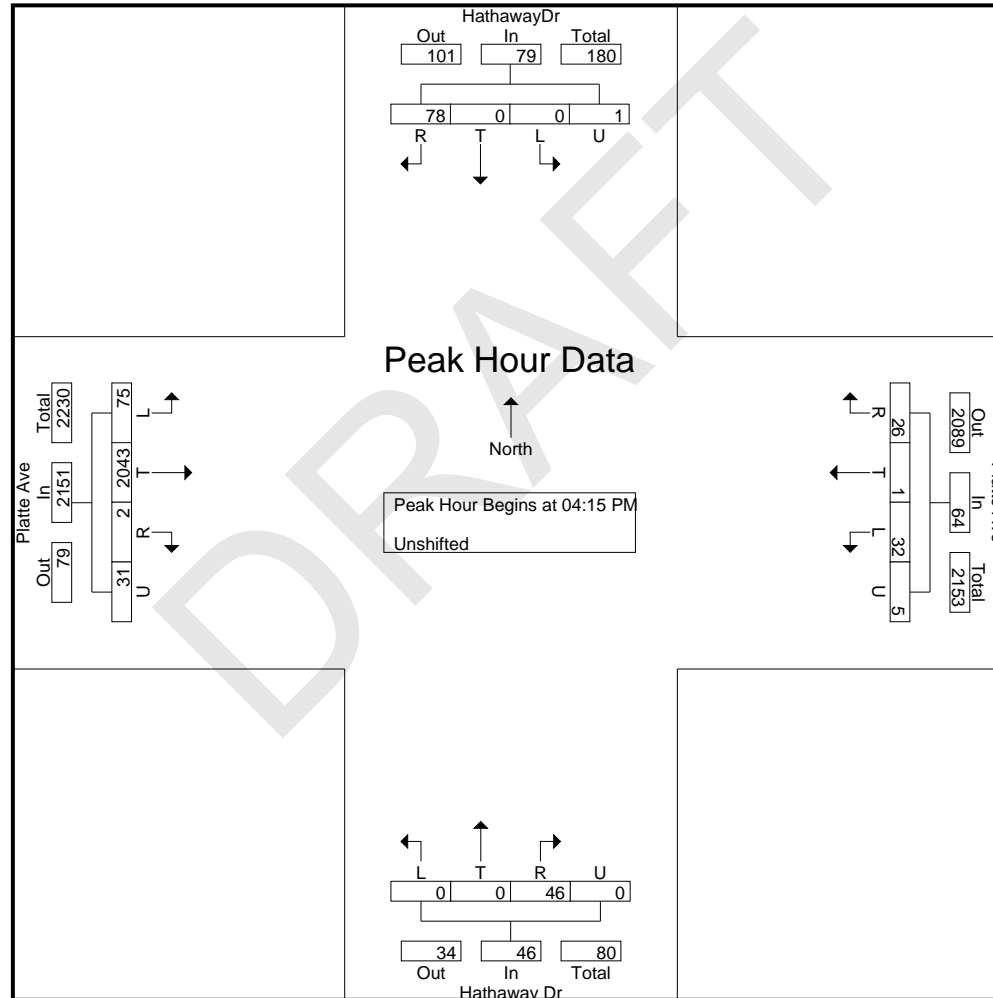 HathawayDr
Out In Total
101 79 180
78 0 0 1
R T L U
Peak Hour Data
North
Peak Hour Begins at 04:15 PM
Unshifted
Platte Ave
Total In Out
2230 2151 79
75 2043 2 31
L T R U
R T L U
26 1 32 5
Out In Total
2089 64 2153
L T R U
0 0 46 0
34 46 80
Out In Total
Hathaway Dr
DRAFT